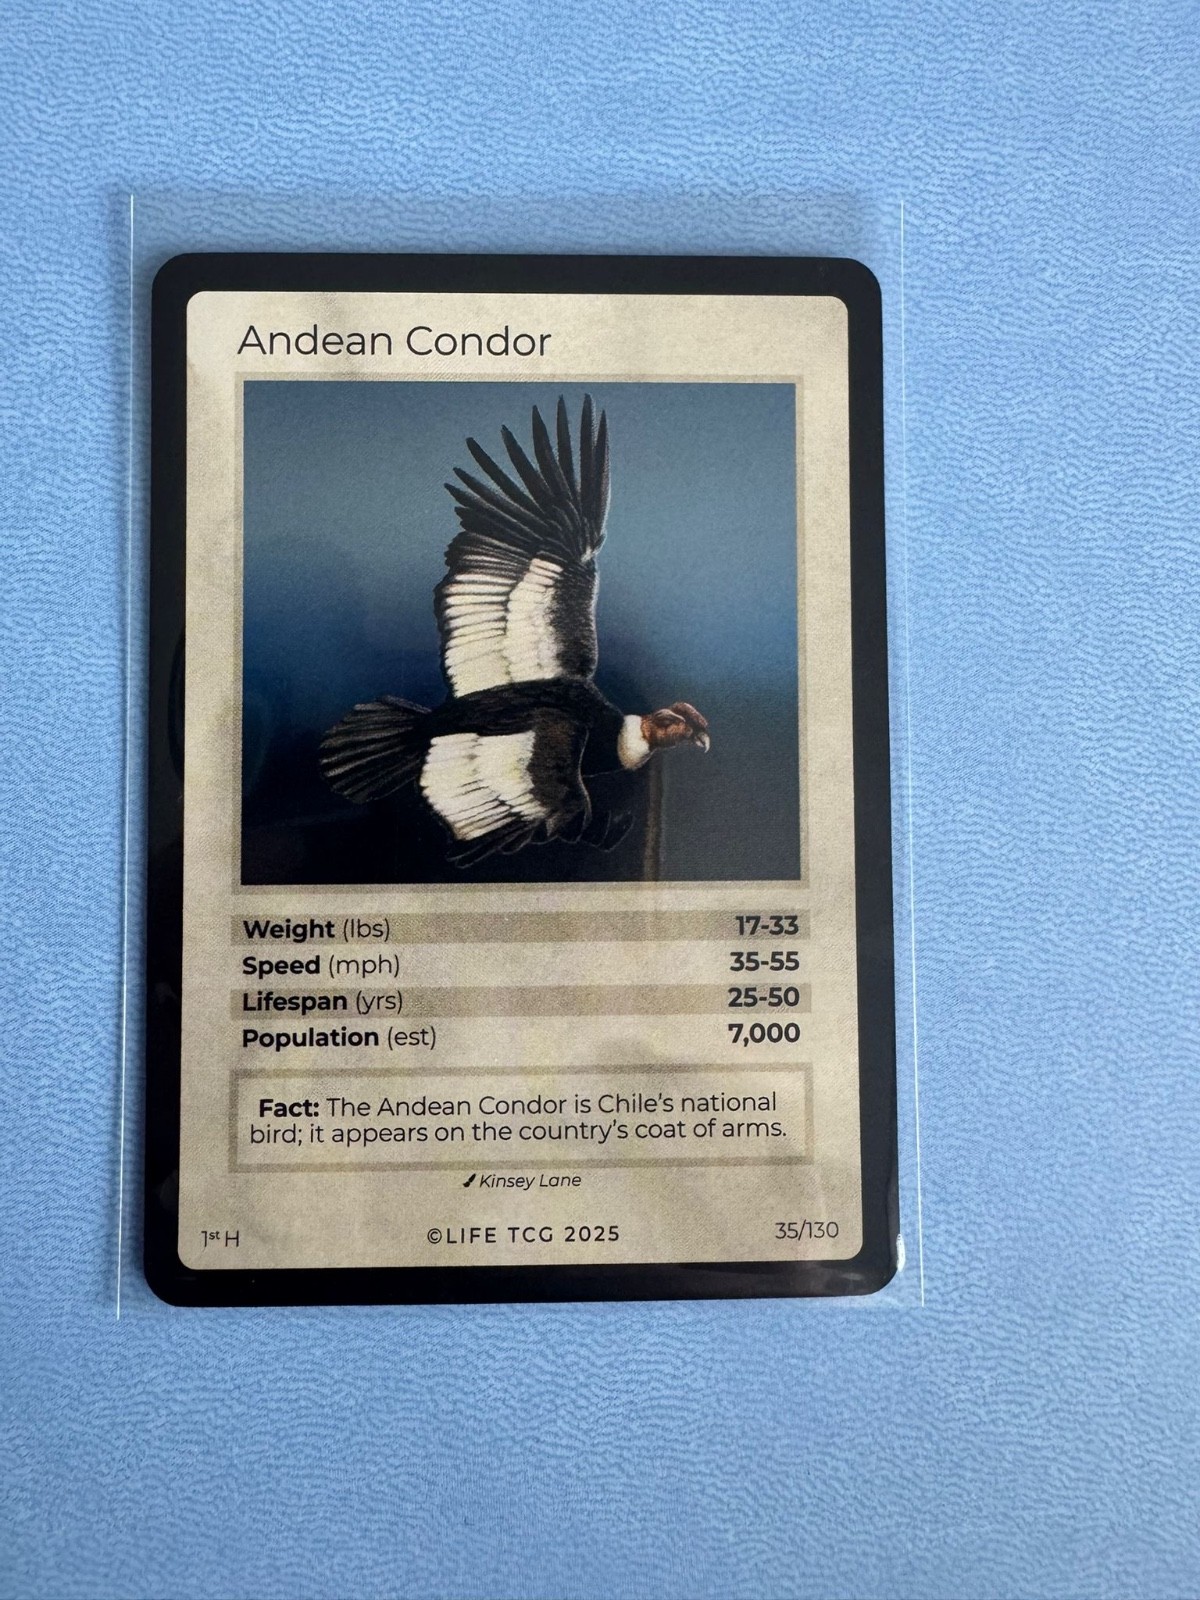 Andean Condor
Weight (lbs) 17-33
Speed (mph) 35-55
Lifespan (yrs) 25-50
Population (est) 7,000
Fact: The Andean Condor is Chile's national
bird; it appears on the country's coat of arms.
Kinsey Lane
1st H ©LIFE TCG 2025 35/130